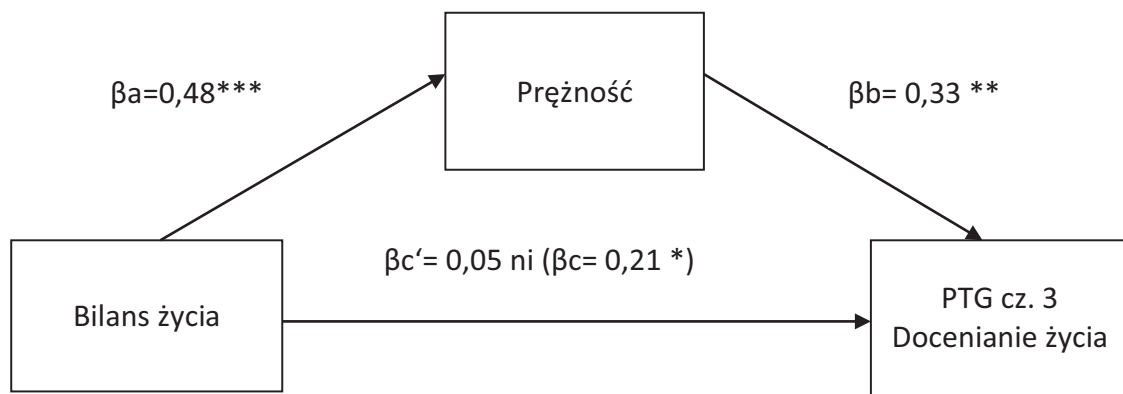 Prężność
βa=0,48***
βb= 0,33 **
βc‘= 0,05 ni (βc= 0,21 *)
Bilans życia
PTG cz. 3
Docenianie życia